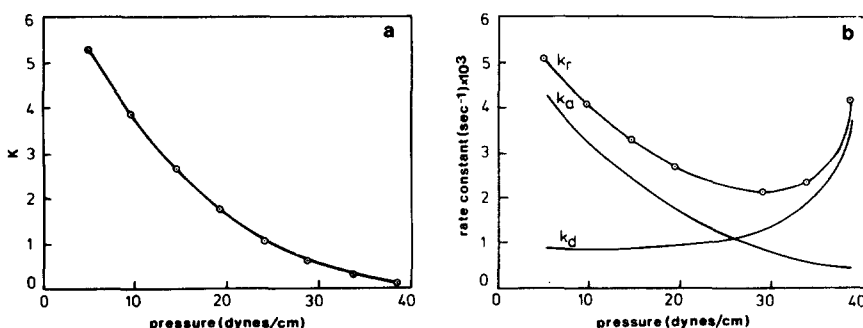 a
6
5
4
3
2
1
0
K
0 10 20 30 40
pressure (dynes/cm)
b
6
5
4
3
2
1
0
rate constant (sec⁻¹)×10³
kr
ka
kd
0 10 20 30 40
pressure (dynes/cm)